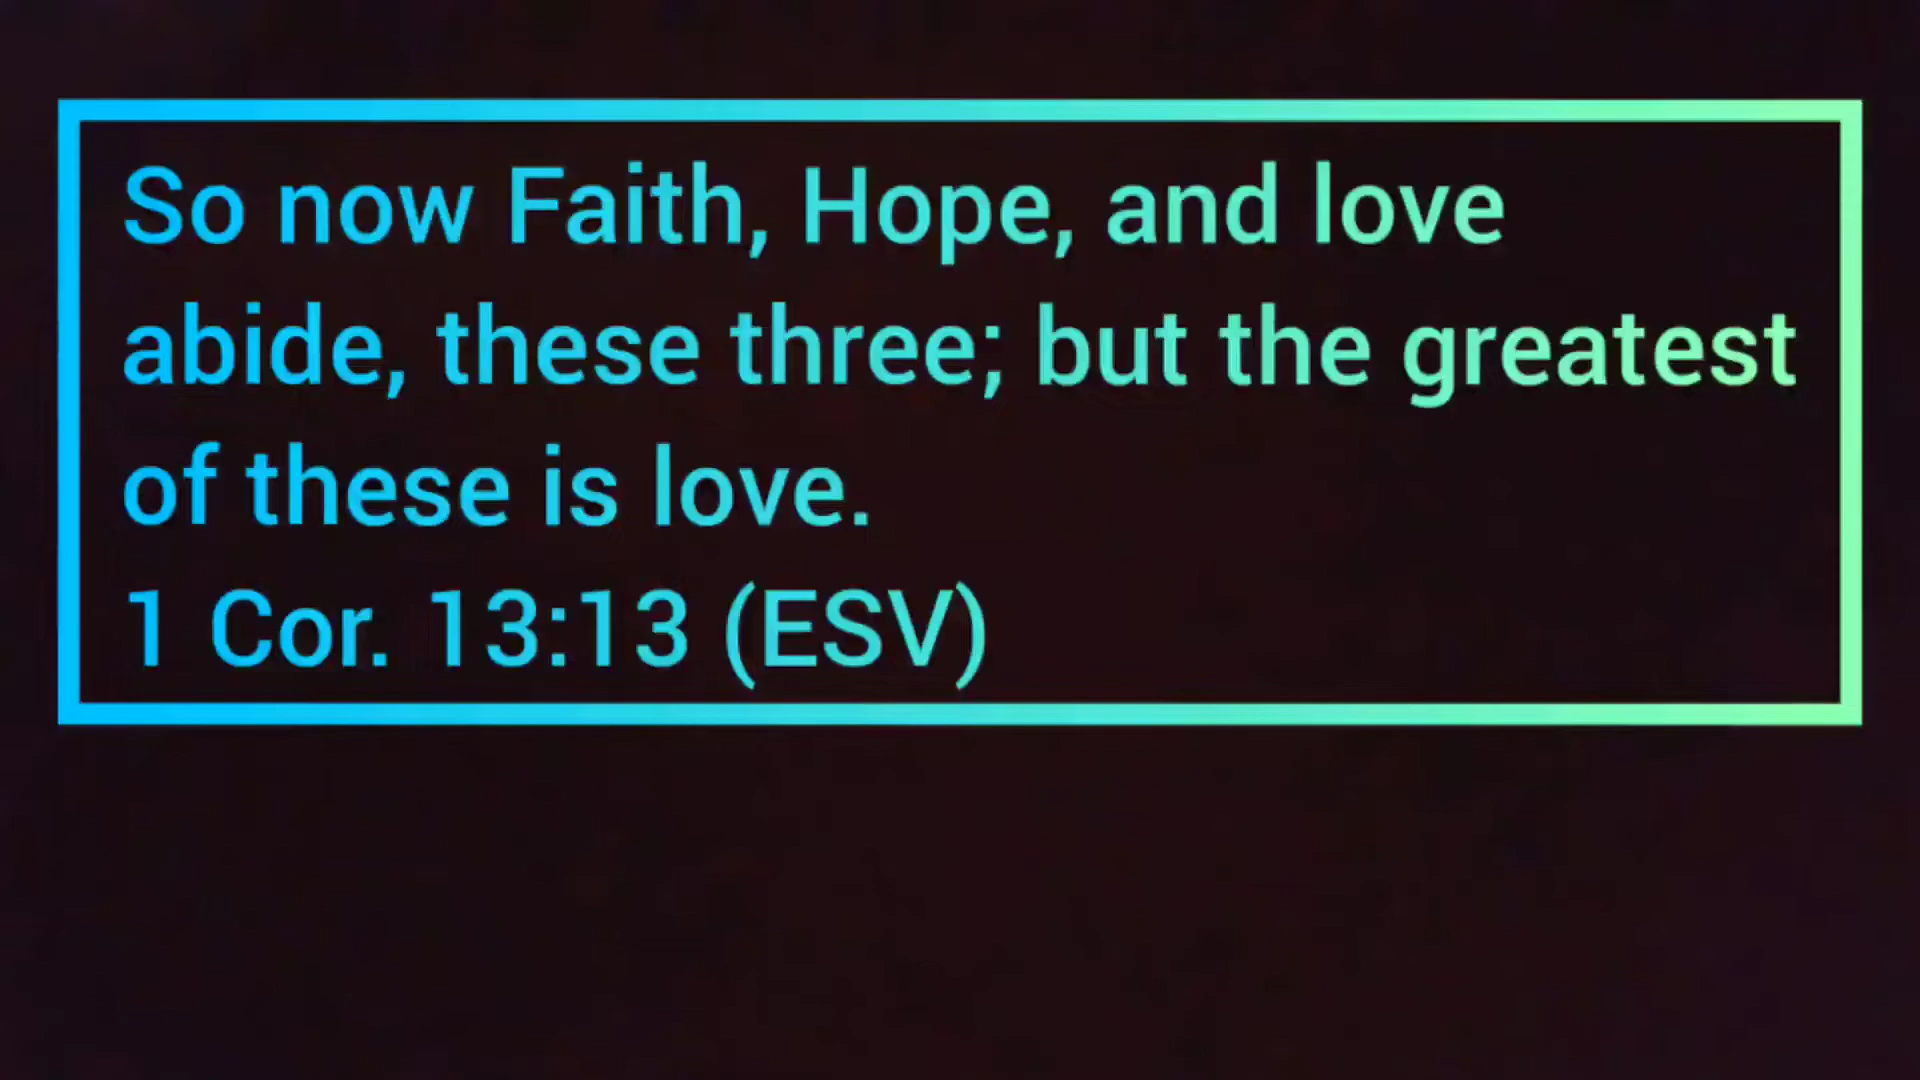 So now Faith, Hope, and love
abide, these three; but the greatest
of these is love.
1 Cor. 13:13 (ESV)